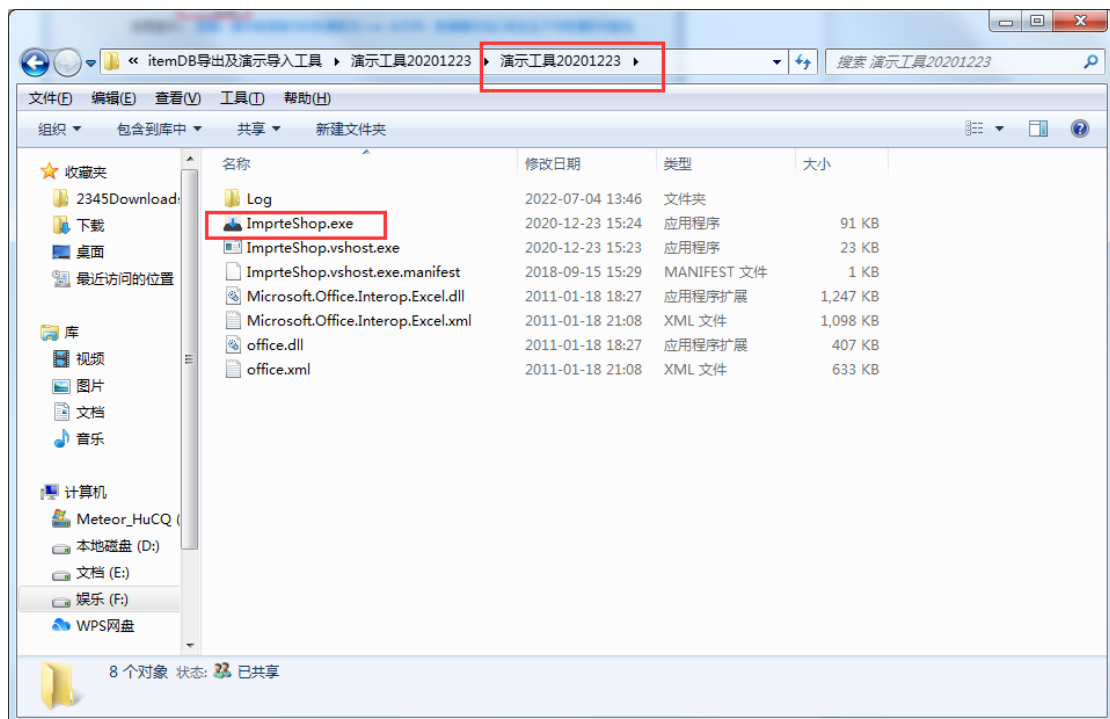 « itemDB导出及演示导入工具 ▸ 演示工具20201223 ▸ 演示工具20201223 ▸ 搜索 演示工具20201223
文件(F) 编辑(E) 查看(V) 工具(T) 帮助(H)
组织 包含到库中 共享 新建文件夹
收藏夹
2345Download
下载
桌面
最近访问的位置
库
视频
图片
文档
音乐
计算机
Meteor_HuCQ (
本地磁盘 (D:)
文档 (E:)
娱乐 (F:)
WPS网盘
名称 修改日期 类型 大小
Log 2022-07-04 13:46 文件夹
ImprteShop.exe 2020-12-23 15:24 应用程序 91 KB
ImprteShop.vshost.exe 2020-12-23 15:23 应用程序 23 KB
ImprteShop.vshost.exe.manifest 2018-09-15 15:29 MANIFEST 文件 1 KB
Microsoft.Office.Interop.Excel.dll 2011-01-18 18:27 应用程序扩展 1,247 KB
Microsoft.Office.Interop.Excel.xml 2011-01-18 21:08 XML 文件 1,098 KB
office.dll 2011-01-18 18:27 应用程序扩展 407 KB
office.xml 2011-01-18 21:08 XML 文件 633 KB
8 个对象 状态: 已共享